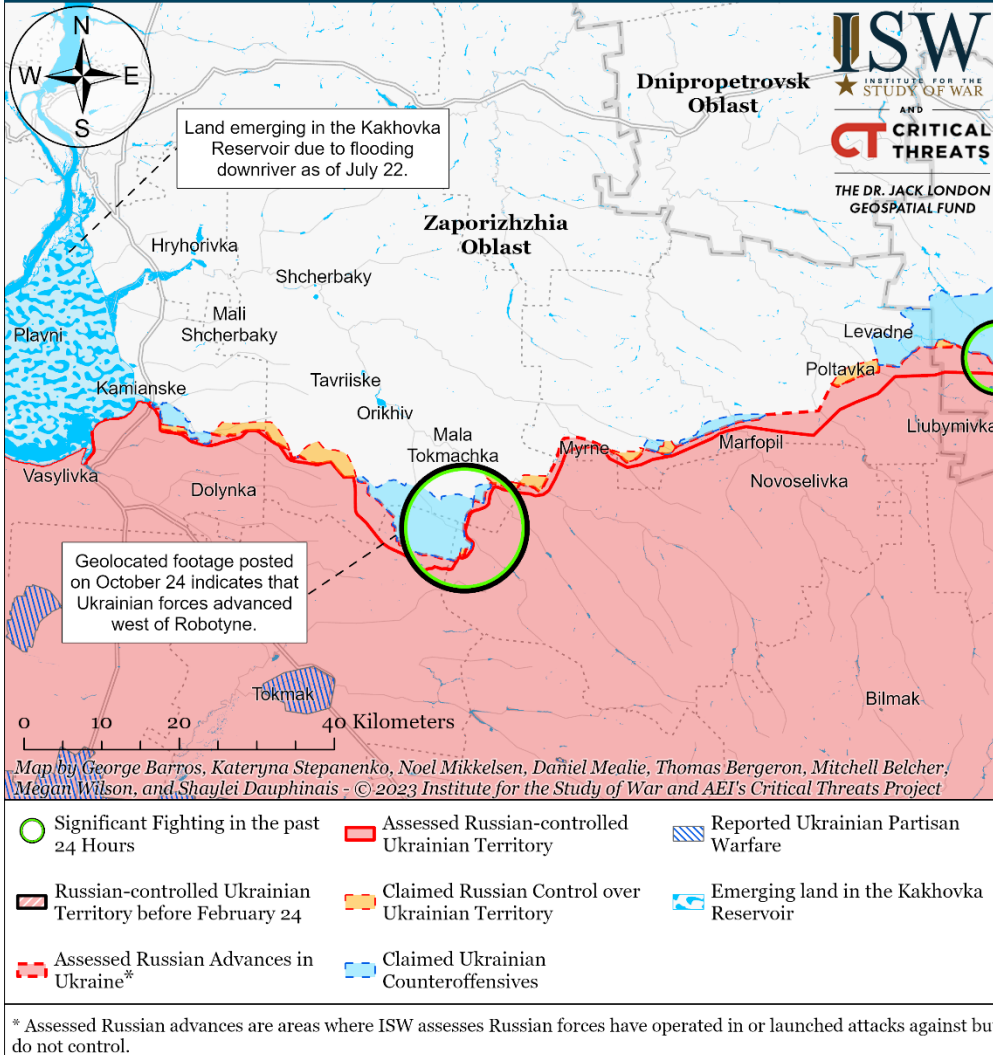 N
W E
S
ISW
INSTITUTE FOR THE
STUDY OF WAR
AND
CT CRITICAL
THREATS
THE DR. JACK LONDON
GEOSPATIAL FUND
Dnipropetrovsk
Oblast
Land emerging in the Kakhovka
Reservoir due to flooding
downriver as of July 22.
Zaporizhzhia
Oblast
Hryhorivka
Shcherbaky
Mali
Shcherbaky
Plavni
Levadne
Poltavka
Kamianske
Tavriiske
Orikhiv
Mala
Tokmachka
Myrne
Marfopil
Liubymivka
Vasylivka
Dolynka
Novoselivka
Geolocated footage posted
on October 24 indicates that
Ukrainian forces advanced
west of Robotyne.
Tokmak
Bilmak
0 10 20 40 Kilometers
Map by George Barros, Kateryna Stepanenko, Noel Mikkelsen, Daniel Mealie, Thomas Bergeron, Mitchell Belcher,
Megan Wilson, and Shaylei Dauphinais - © 2023 Institute for the Study of War and AEI's Critical Threats Project
Significant Fighting in the past
24 Hours
Assessed Russian-controlled
Ukrainian Territory
Reported Ukrainian Partisan
Warfare
Russian-controlled Ukrainian
Territory before February 24
Claimed Russian Control over
Ukrainian Territory
Emerging land in the Kakhovka
Reservoir
Assessed Russian Advances in
Ukraine*
Claimed Ukrainian
Counteroffensives
* Assessed Russian advances are areas where ISW assesses Russian forces have operated in or launched attacks against but
do not control.